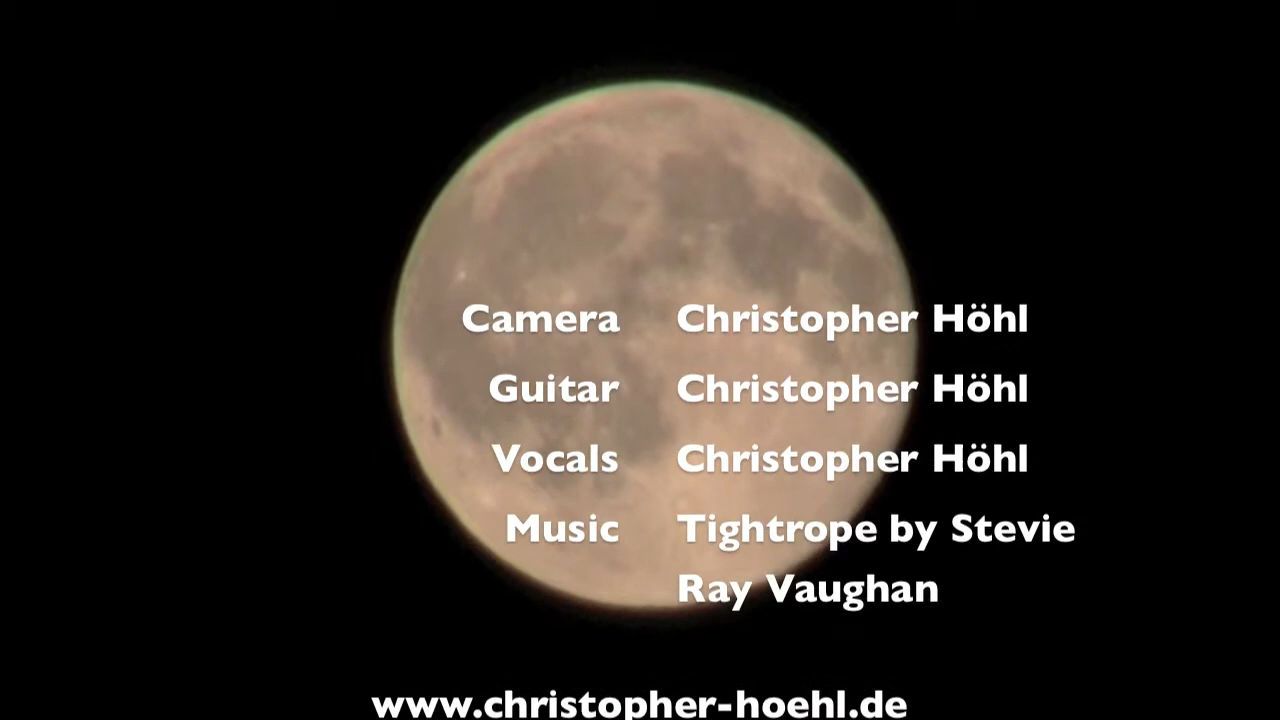 Camera Christopher Höhl
Guitar Christopher Höhl
Vocals Christopher Höhl
Music Tightrope by Stevie
Ray Vaughan
www.christopher-hoehl.de